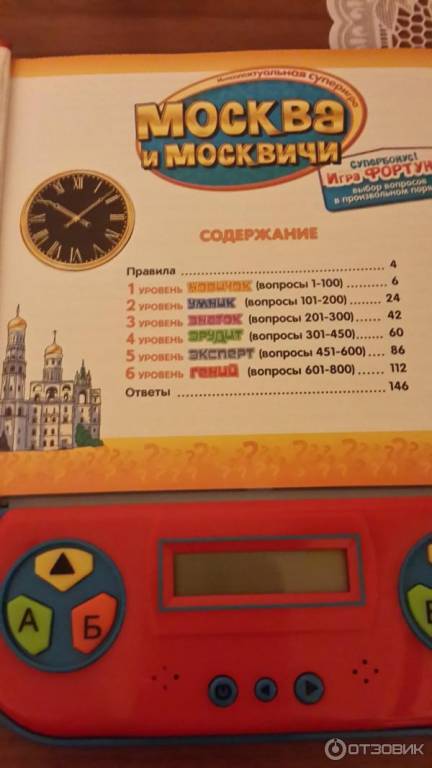 Интеллектуальная суперигра
МОСКВА
И МОСКВИЧИ
СУПЕРБОНУС!
ИГРА ФОРТУН
выбор вопросов
в произвольном пор
СОДЕРЖАНИЕ
Правила 4
1 УРОВЕНЬ НОВИЧОК (вопросы 1-100) 6
2 УРОВЕНЬ УМНИК (вопросы 101-200) 24
3 УРОВЕНЬ ЗНАТОК (вопросы 201-300) 42
4 УРОВЕНЬ ЭРУДИТ (вопросы 301-450) 60
5 УРОВЕНЬ ЭКСПЕРТ (вопросы 451-600) 86
6 УРОВЕНЬ ГЕНИЙ (вопросы 601-800) 112
Ответы 146
А Б
ОТЗОВИК